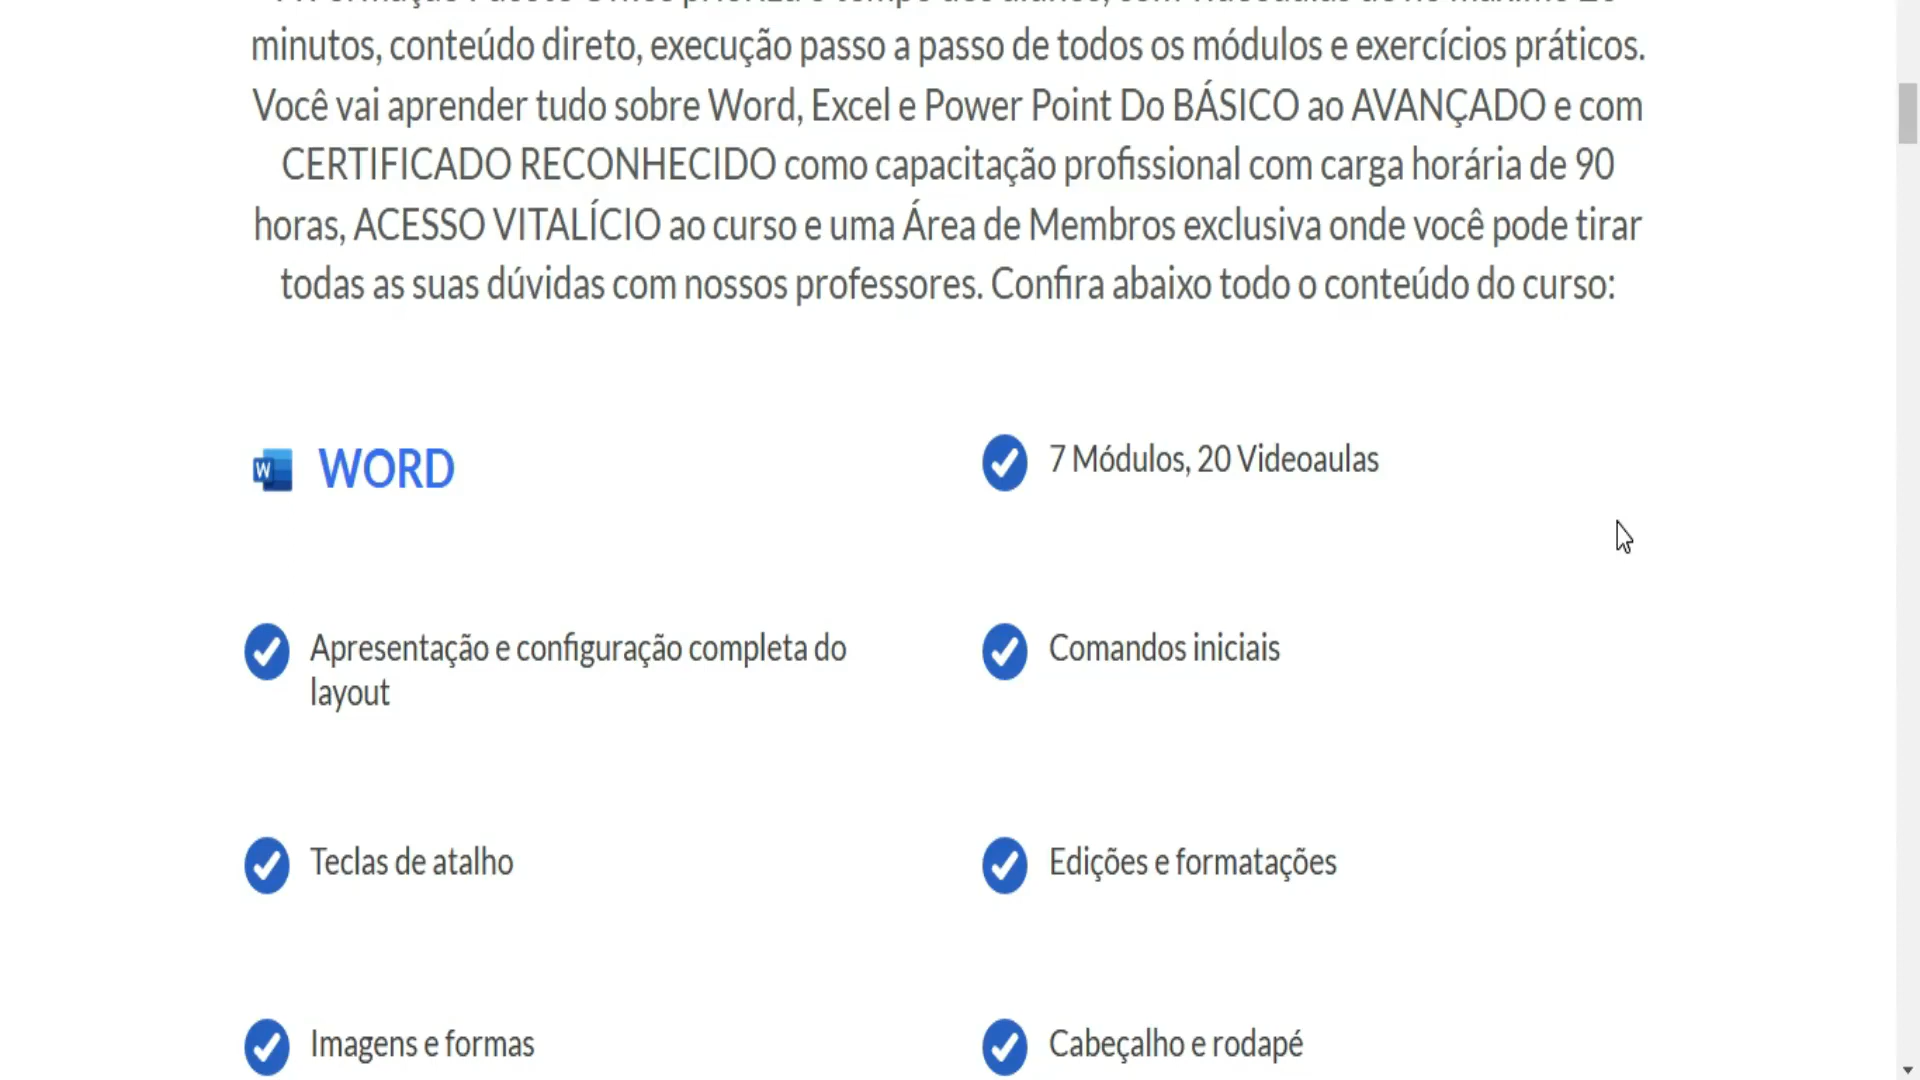 minutos, conteúdo direto, execução passo a passo de todos os módulos e exercícios práticos.
Você vai aprender tudo sobre Word, Excel e Power Point Do BÁSICO ao AVANÇADO e com
CERTIFICADO RECONHECIDO como capacitação profissional com carga horária de 90
horas, ACESSO VITALÍCIO ao curso e uma Área de Membros exclusiva onde você pode tirar
todas as suas dúvidas com nossos professores. Confira abaixo todo o conteúdo do curso:
W WORD
7 Módulos, 20 Videoaulas
Apresentação e configuração completa do
layout
Comandos iniciais
Teclas de atalho
Edições e formatações
Imagens e formas
Cabeçalho e rodapé